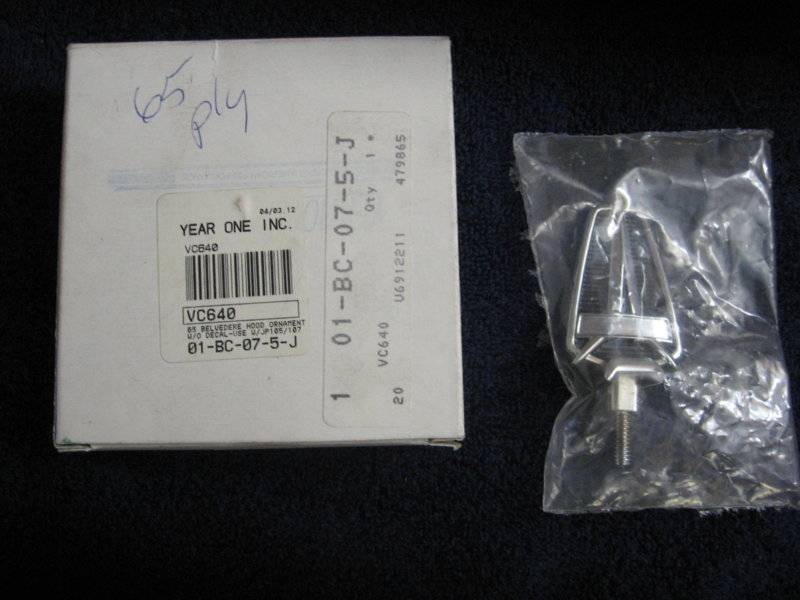 65
ply
04/03.12
YEAR ONE INC.
VC640
VC640
65 BELVEDERE HOOD ORNAMENT
W/O DECAL-USE W/JP105/107
01-BC-07-5-J
1 01-BC-07-5-J
Qty 1 *
20 VC640 U6912211 479865